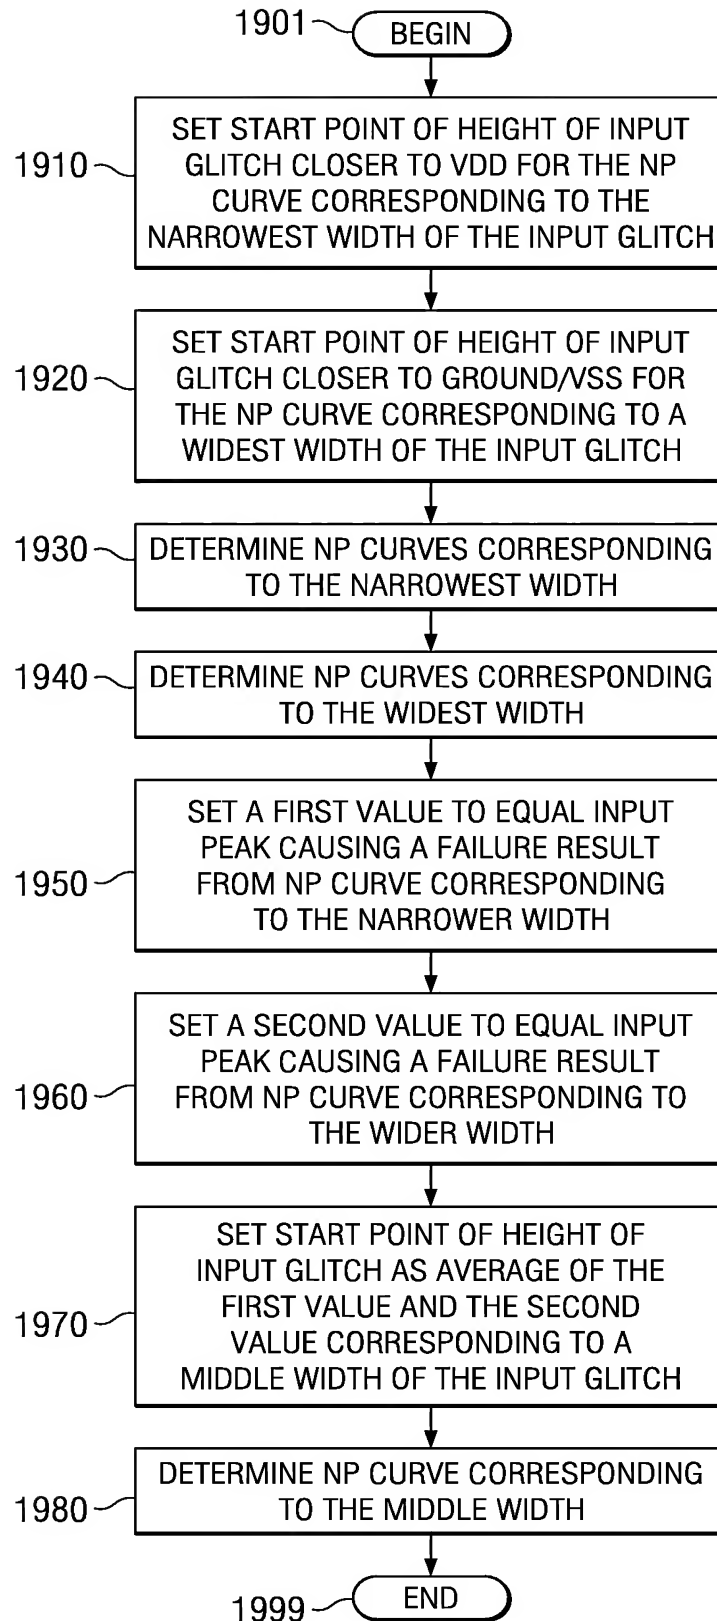 1901
BEGIN
1910
SET START POINT OF HEIGHT OF INPUT
GLITCH CLOSER TO VDD FOR THE NP
CURVE CORRESPONDING TO THE
NARROWEST WIDTH OF THE INPUT GLITCH
1920
SET START POINT OF HEIGHT OF INPUT
GLITCH CLOSER TO GROUND/VSS FOR
THE NP CURVE CORRESPONDING TO A
WIDEST WIDTH OF THE INPUT GLITCH
1930
DETERMINE NP CURVES CORRESPONDING
TO THE NARROWEST WIDTH
1940
DETERMINE NP CURVES CORRESPONDING
TO THE WIDEST WIDTH
1950
SET A FIRST VALUE TO EQUAL INPUT
PEAK CAUSING A FAILURE RESULT
FROM NP CURVE CORRESPONDING
TO THE NARROWER WIDTH
1960
SET A SECOND VALUE TO EQUAL INPUT
PEAK CAUSING A FAILURE RESULT
FROM NP CURVE CORRESPONDING TO
THE WIDER WIDTH
1970
SET START POINT OF HEIGHT OF
INPUT GLITCH AS AVERAGE OF THE
FIRST VALUE AND THE SECOND
VALUE CORRESPONDING TO A
MIDDLE WIDTH OF THE INPUT GLITCH
1980
DETERMINE NP CURVE CORRESPONDING
TO THE MIDDLE WIDTH
1999
END